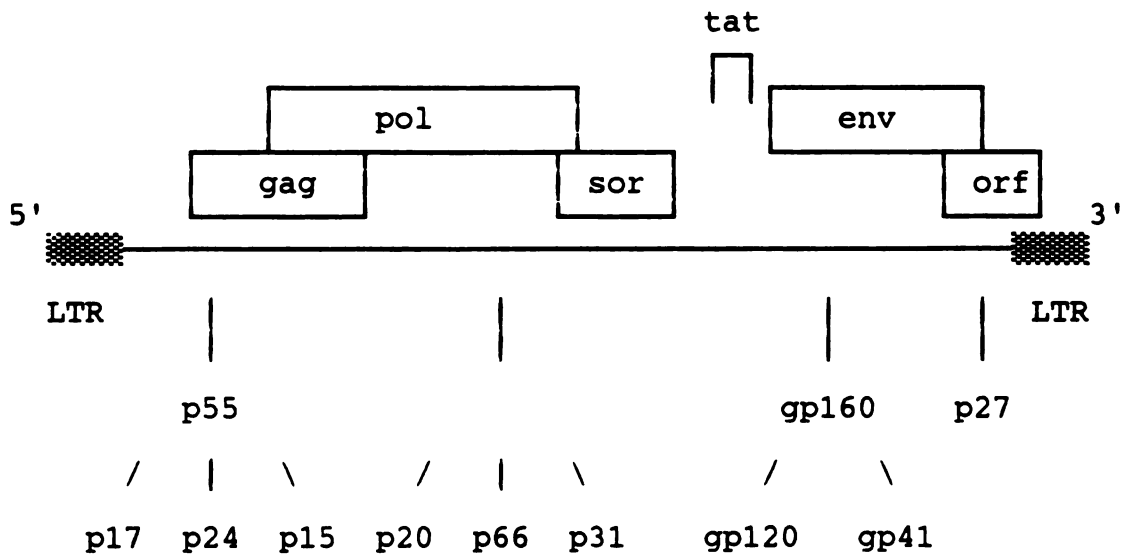 tat
pol env
gag sor orf
5' 3'
LTR LTR
p55 gp160 p27
p17 p24 p15 p20 p66 p31 gp120 gp41